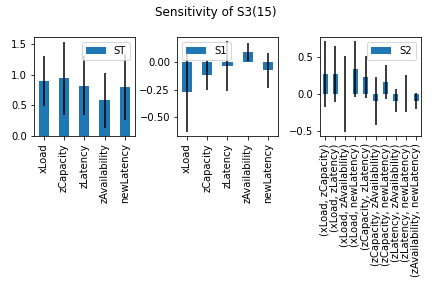 Sensitivity of S3(15)
ST
1.5
1.0
0.5
0.0
xLoad
zCapacity
zLatency
zAvailability
newLatency
S1
0.00
−0.25
−0.50
xLoad
zCapacity
zLatency
zAvailability
newLatency
S2
0.5
0.0
−0.5
(xLoad, zCapacity)
(xLoad, zLatency)
(xLoad, zAvailability)
(xLoad, newLatency)
(zCapacity, zLatency)
(zCapacity, zAvailability)
(zCapacity, newLatency)
(zLatency, zAvailability)
(zLatency, newLatency)
(zAvailability, newLatency)